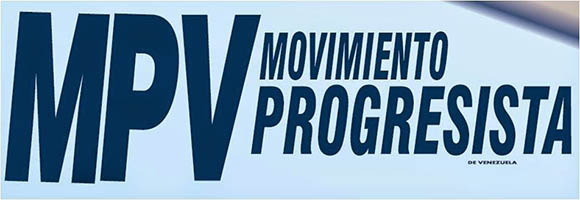 MPV
MOVIMIENTO
PROGRESISTA
DE VENEZUELA